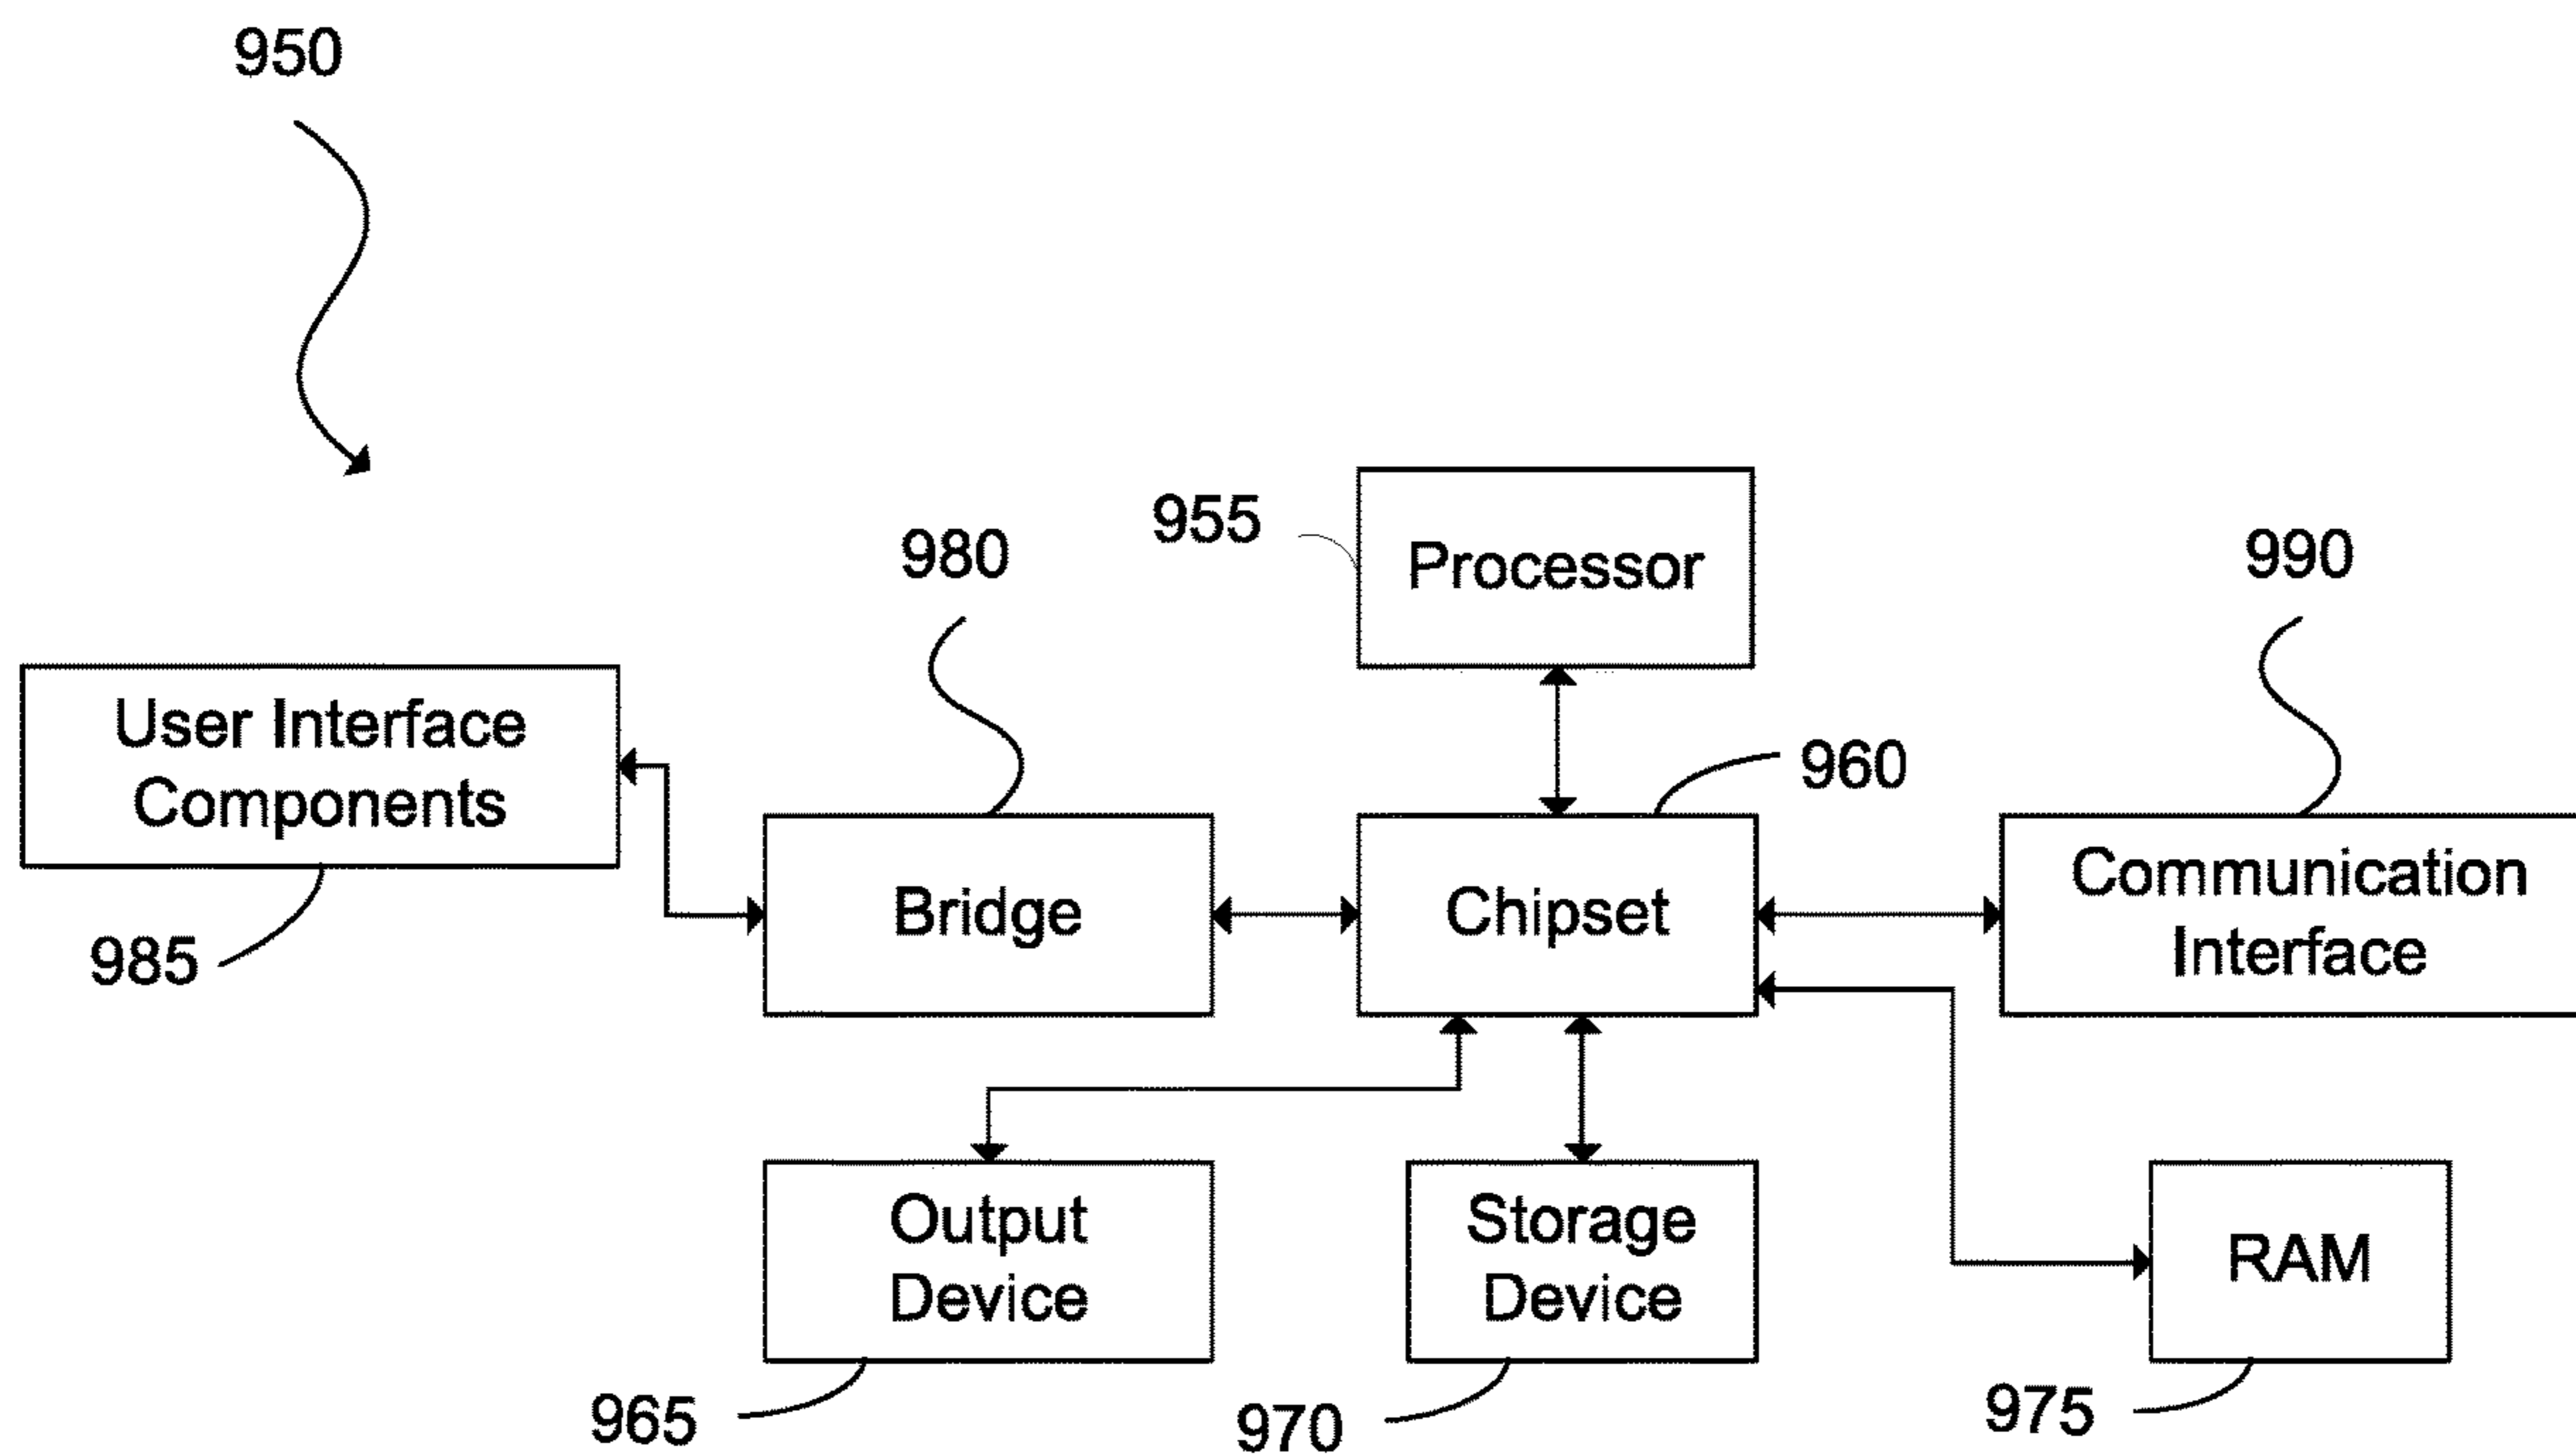 950
955
Processor
980
990
User Interface
Components
960
985
Bridge
Chipset
Communication
Interface
Output
Device
Storage
Device
RAM
965
970
975